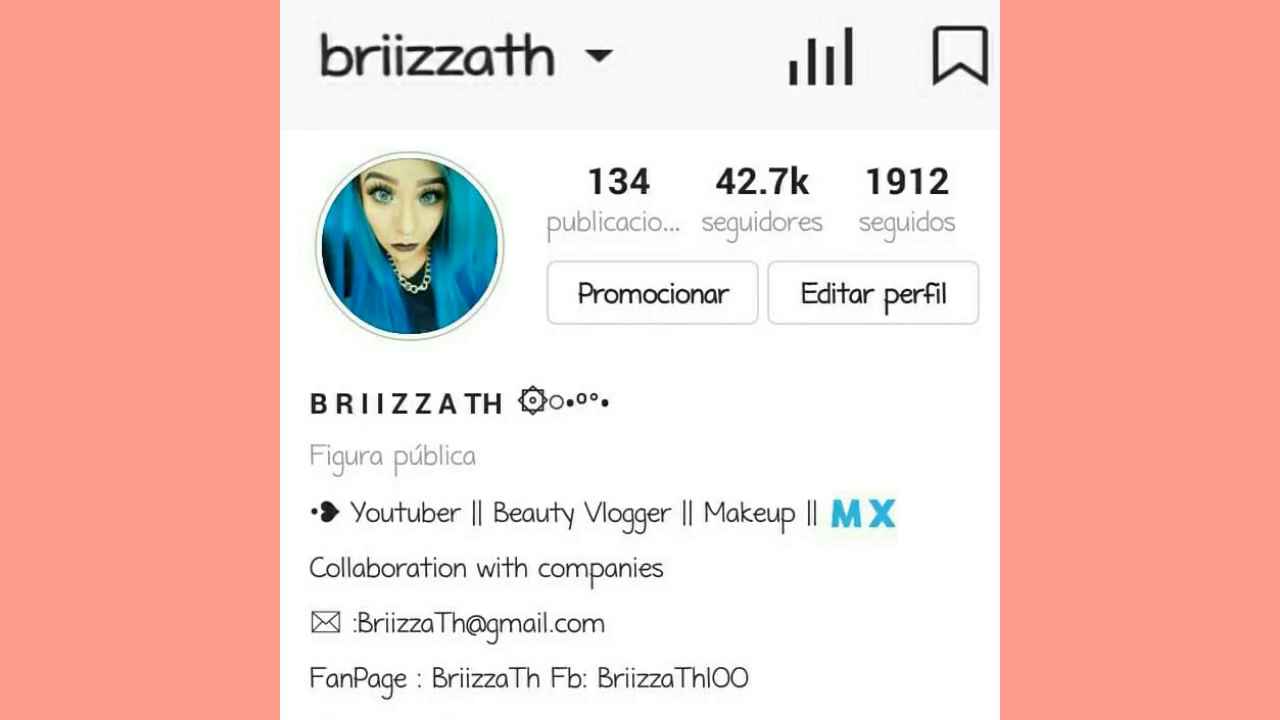 briizzath
134 42.7k 1912
publicacio... seguidores seguidos
Promocionar Editar perfil
B R I I Z Z A TH ۞○•°°•
Figura pública
•❥ Youtuber || Beauty Vlogger || Makeup || MX
Collaboration with companies
✉ :BriizzaTh@gmail.com
FanPage : BriizzaTh Fb: BriizzaTh100